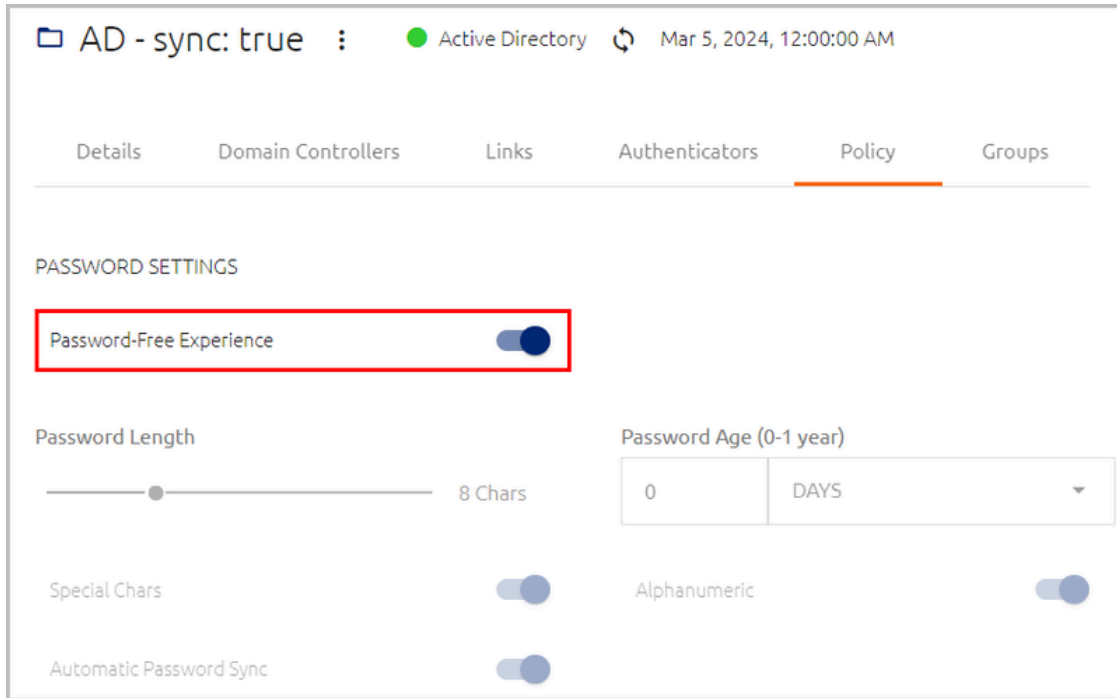 AD - sync: true Active Directory Mar 5, 2024, 12:00:00 AM
Details Domain Controllers Links Authenticators Policy Groups
PASSWORD SETTINGS
Password-Free Experience
Password Length Password Age (0-1 year)
8 Chars 0 DAYS
Special Chars Alphanumeric
Automatic Password Sync